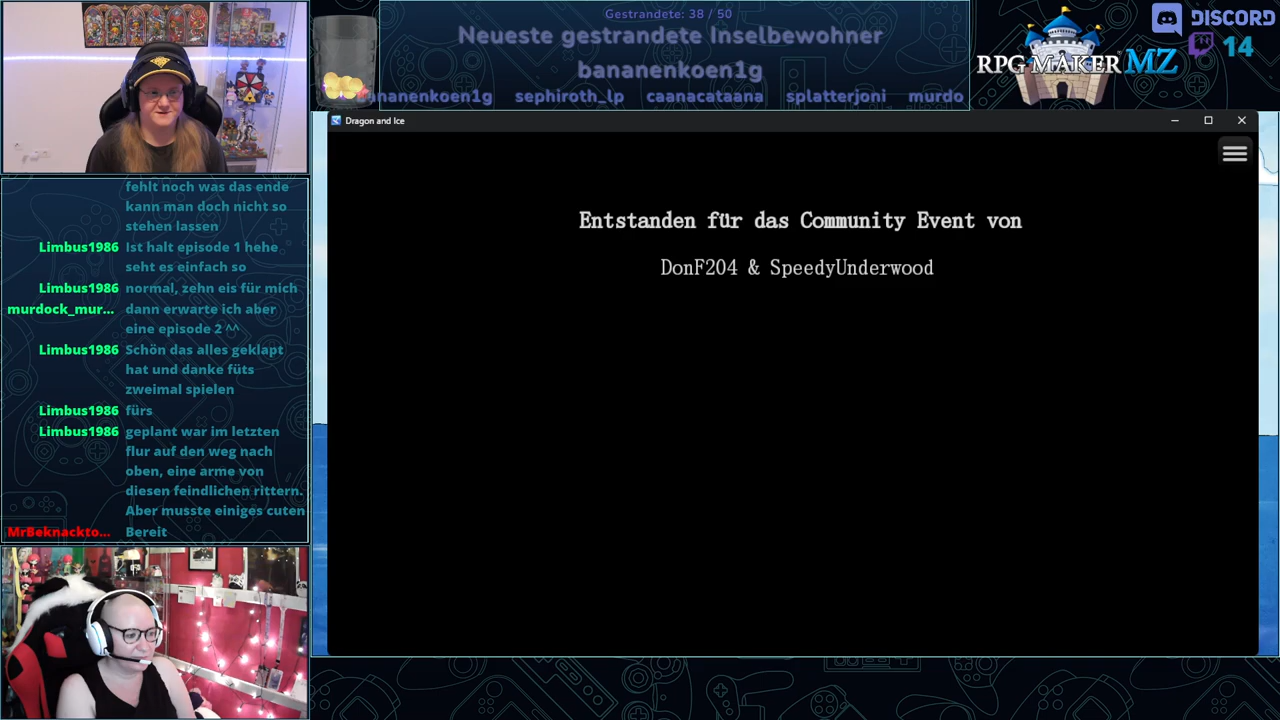 Gestrandete: 38 / 50
Neueste gestrandete Inselbewohner
bananenkoen1g
ananenkoen1g sephiroth_lp caanacataana splatterjoni murdo
RPG MAKER MZ
DISCORD
14
Dragon and Ice
Entstanden für das Community Event von
DonF204 & SpeedyUnderwood
fehlt noch was das ende
kann man doch nicht so
stehen lassen
Limbus1986 Ist halt episode 1 hehe
seht es einfach so
Limbus1986 normal, zehn eis für mich
murdock_mur... dann erwarte ich aber
eine episode 2 ^^
Limbus1986 Schön das alles geklapt
hat und danke füts
zweimal spielen
Limbus1986 fürs
Limbus1986 geplant war im letzten
flur auf den weg nach
oben, eine arme von
diesen feindlichen rittern.
Aber musste einiges cuten
MrBeknackto... Bereit